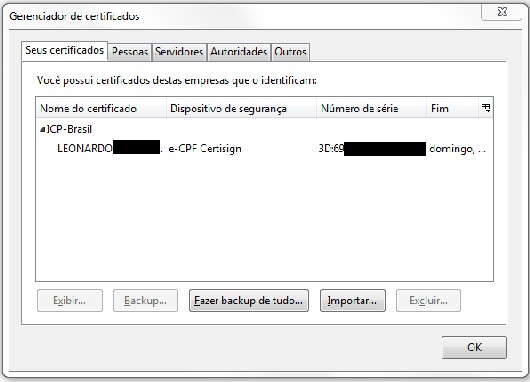 Gerenciador de certificados
Seus certificados Pessoas Servidores Autoridades Outros
Você possui certificados destas empresas que o identificam:
Nome do certificado Dispositivo de segurança Número de série Fim
ICP-Brasil
LEONARDO . e-CPF Certisign 3D:69 domingo, ...
Exibir... Backup... Fazer backup de tudo... Importar... Excluir...
OK